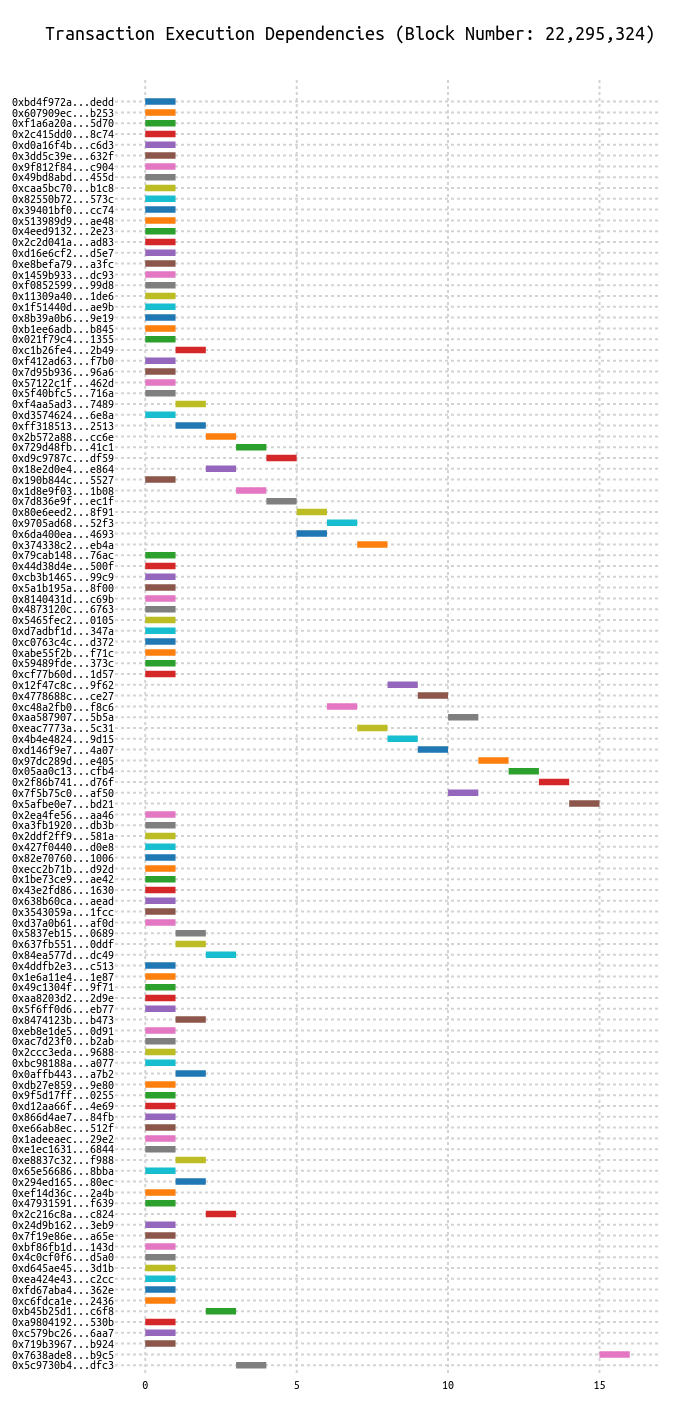 Transaction Execution Dependencies (Block Number: 22,295,324)
0xbd4f972a...dedd
0x607909ec...b253
0xf1a6a20a...5d70
0x2c415dd0...8c74
0xd0a16f4b...c6d3
0x3dd5c39e...632f
0x9f812f84...c904
0x49bd8abd...455d
0xcaa5bc70...b1c8
0x82550b72...573c
0x39401bf0...cc74
0x513989d9...ae48
0x4eed9132...2e23
0x2c2d041a...ad83
0xd16e6cf2...d5e7
0xe8befa79...a3fc
0x1459b933...dc93
0xf0852599...99d8
0x11309a40...1de6
0x1f51440d...ae9b
0x8b39a0b6...9e19
0xb1ee6adb...b845
0x021f79c4...1355
0xc1b26fe4...2b49
0xf412ad63...f7b0
0x7d95b936...96a6
0x57122c1f...462d
0x5f40bfc5...716a
0xf4aa5ad3...7489
0xd3574624...6e8a
0xff318513...2513
0x2b572a88...cc6e
0x729d48fb...41c1
0xd9c9787c...df59
0x18e2d0e4...e864
0x190b844c...5527
0x1d8e9f03...1b08
0x7d836e9f...ec1f
0x80e6eed2...8f91
0x9705ad68...52f3
0x6da400ea...4693
0x374338c2...eb4a
0x79cab148...76ac
0x44d38d4e...500f
0xcb3b1465...99c9
0x5a1b195a...8f00
0x8140431d...c69b
0x4873120c...6763
0x5465fec2...0105
0xd7adbf1d...347a
0xc0763c4c...d372
0xabe55f2b...f71c
0x59489fde...373c
0xcf77b60d...1d57
0x12f47c8c...9f62
0x4778688c...ce27
0xc48a2fb0...f8c6
0xaa587907...5b5a
0xeac7773a...5c31
0x4b4e4824...9d15
0xd146f9e7...4a07
0x97dc289d...e405
0x05aa0c13...cfb4
0x2f86b741...d76f
0x7f5b75c0...af50
0x5afbe0e7...bd21
0x2ea4fe56...aa46
0xa3fb1920...db3b
0x2ddf2ff9...581a
0x427f0440...d0e8
0x82e70760...1006
0xecc2b71b...d92d
0x1be73ce9...ae42
0x43e2fd86...1630
0x638b60ca...aead
0x3543059a...1fcc
0xd37a0b61...af0d
0x5837eb15...0689
0x637fb551...0ddf
0x84ea577d...dc49
0x4ddfb2e3...c513
0x1e6a11e4...1e87
0x49c1304f...9f71
0xaa8203d2...2d9e
0x5f6ff0d6...eb77
0x8474123b...b473
0xeb8e1de5...0d91
0xac7d23f0...b2ab
0x2ccc3eda...9688
0xbc98188a...a077
0x0affb443...a7b2
0xdb27e859...9e80
0x9f5d17ff...0255
0xd12aa66f...4e69
0x866d4ae7...84fb
0xe66ab8ec...512f
0x1adeeaec...29e2
0xe1ec1631...6844
0xe8837c32...f988
0x65e56686...8bba
0x294ed165...80ec
0xef14d36c...2a4b
0x47931591...f639
0x2c216c8a...c824
0x24d9b162...3eb9
0x7f19e86e...a65e
0xbf86fb1d...143d
0x4c0cf0f6...d5a0
0xd645ae45...3d1b
0xea424e43...c2cc
0xfd67aba4...362e
0xc6fdca1e...2436
0xb45b25d1...c6f8
0xa9804192...530b
0xc579bc26...6aa7
0x719b3967...b924
0x7638ade8...b9c5
0x5c9730b4...dfc3
0 5 10 15